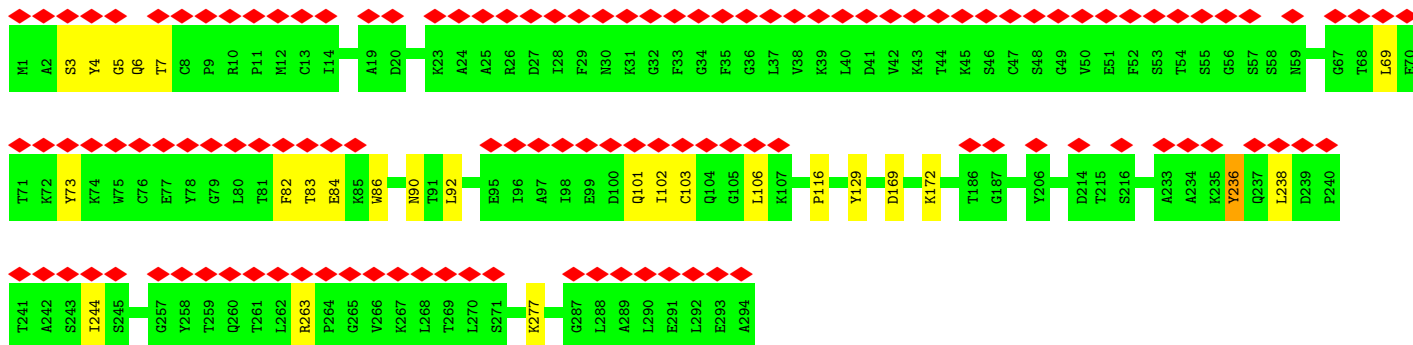 M1 A2 S3 Y4 G5 Q6 T7 C8 P9 R10 P11 M12 C13 I14 A19 D20 K23 A24 A25 R26 D27 I28 F29 N30 K31 G32 F33 G34 F35 G36 L37 V38 K39 L40 D41 V42 K43 T44 K45 S46 C47 S48 G49 V50 E51 F52 S53 T54 S55 G56 S57 S58 N59 G67 T68 L69 E70
T71 K72 Y73 K74 W75 C76 E77 Y78 G79 L80 T81 F82 T83 E84 K85 W86 N90 T91 L92 E95 I96 A97 I98 E99 D100 Q101 I102 C103 Q104 G105 L106 K107 P116 Y129 D169 K172 T186 G187 Y206 D214 T215 S216 A233 A234 K235 Y236 Q237 L238 D239 P240
T241 A242 S243 I244 S245 G257 Y258 T259 Q260 T261 L262 R263 P264 G265 V266 K267 L268 T269 L270 S271 K277 G287 L288 A289 L290 E291 L292 E293 A294